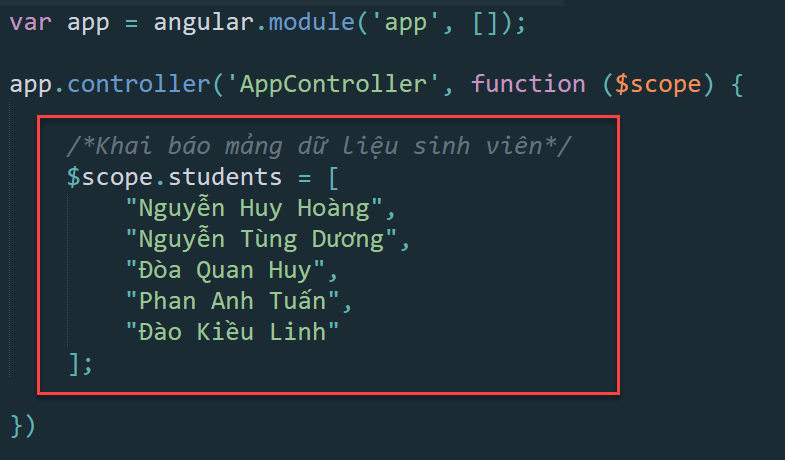 var app = angular.module('app', []);
app.controller('AppController', function ($scope) {
/*Khai báo mảng dữ liệu sinh viên*/
$scope.students = [
"Nguyễn Huy Hoàng",
"Nguyễn Tùng Dương",
"Đòa Quan Huy",
"Phan Anh Tuấn",
"Đào Kiều Linh"
];
})